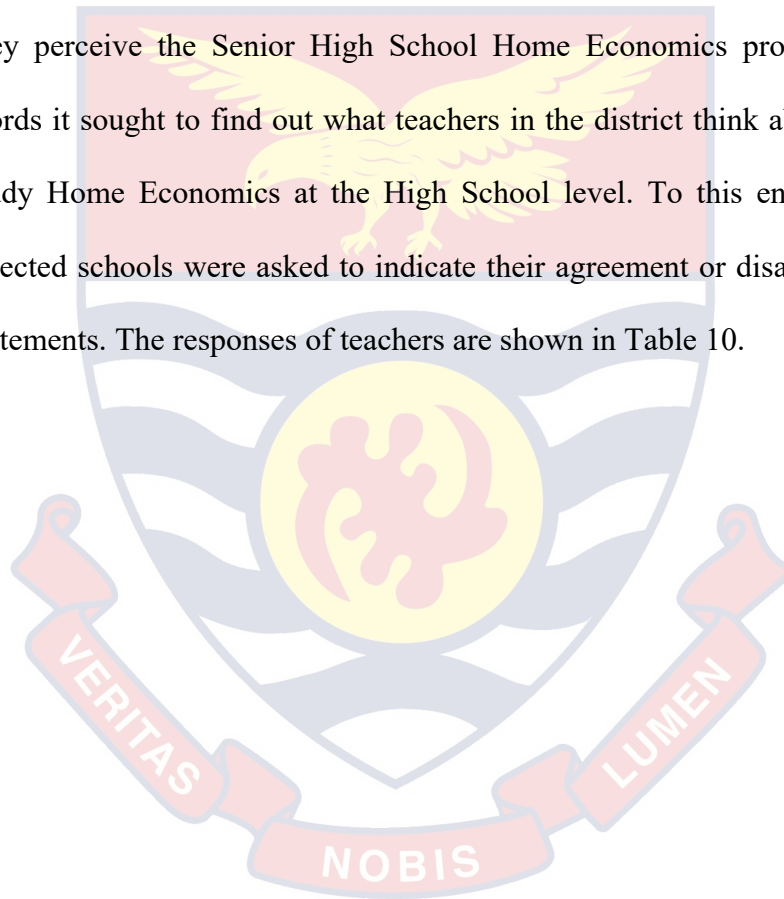 ey perceive the Senior High School Home Economics pro
ords it sought to find out what teachers in the district think a
dy Home Economics at the High School level. To this en
ected schools were asked to indicate their agreement or disa
tements. The responses of teachers are shown in Table 10.
VERITAS
NOBIS
LUMEN